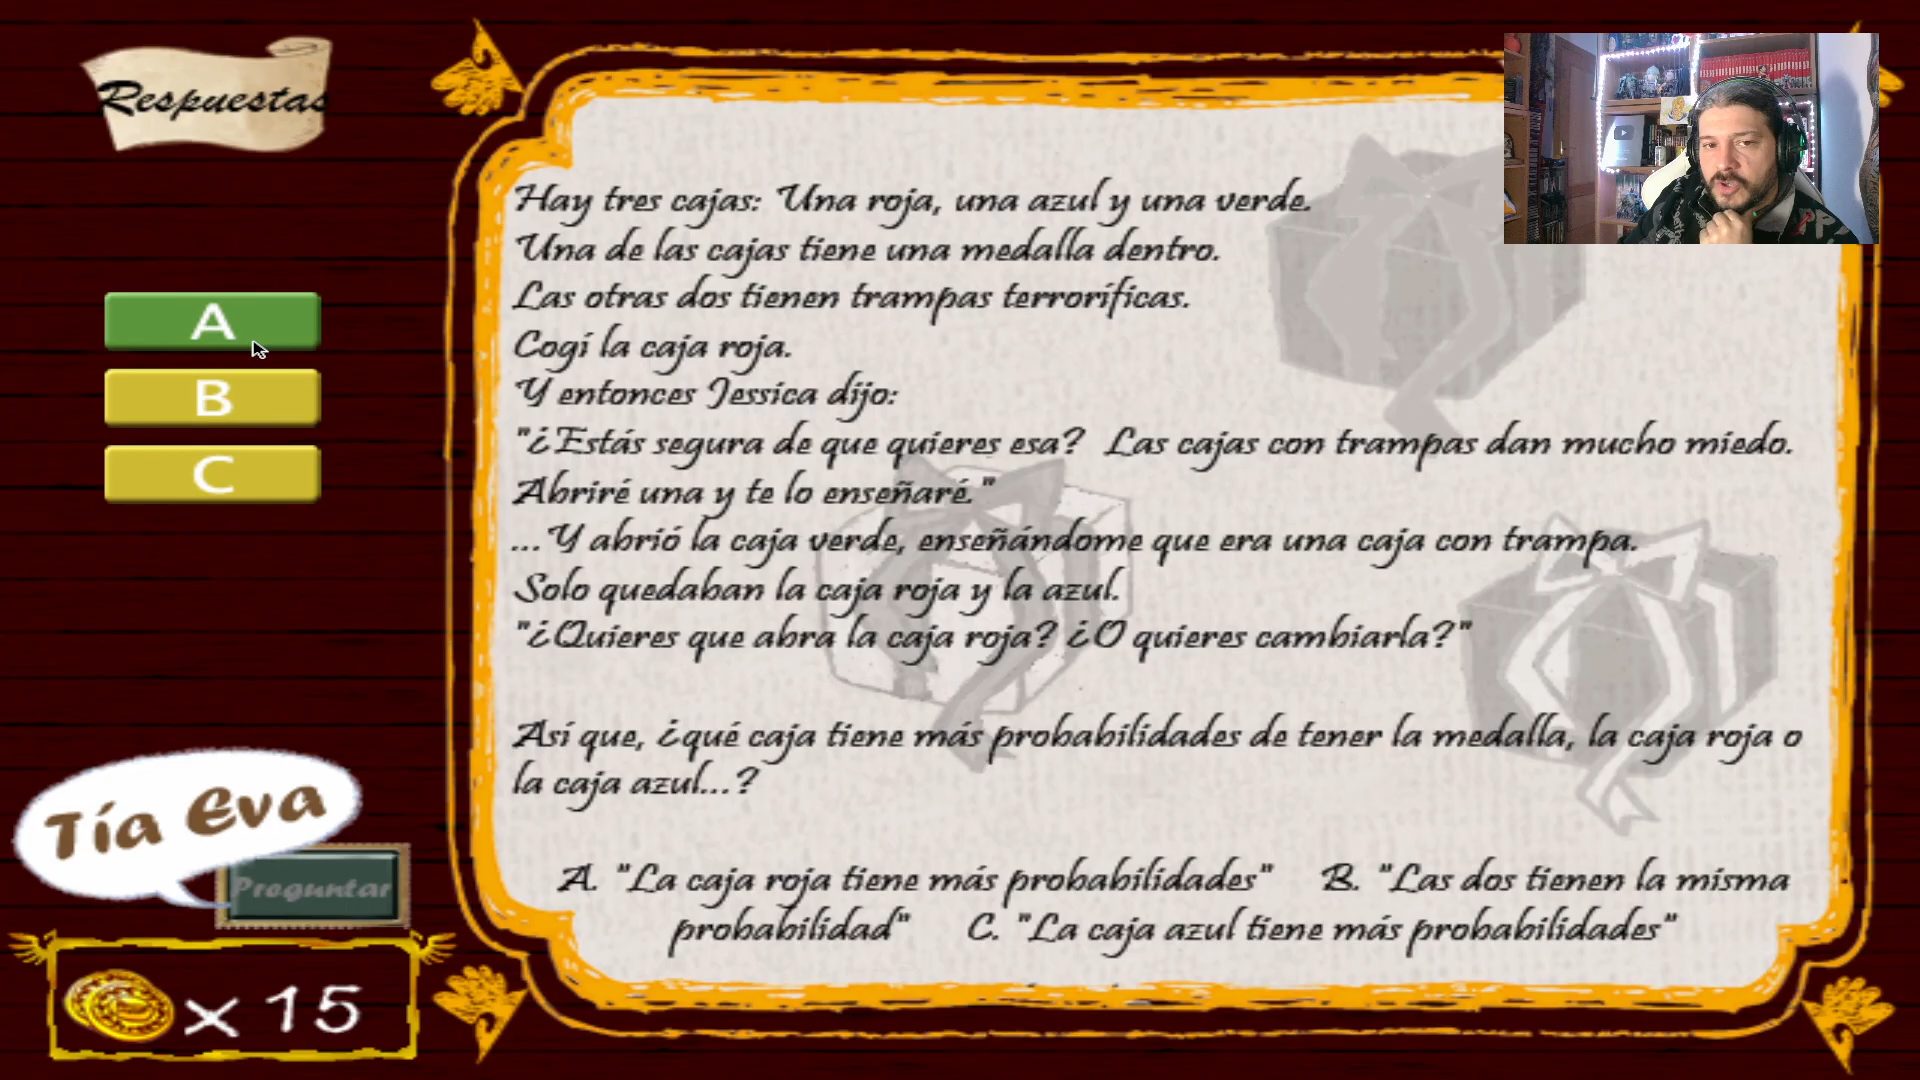 Respuestas
A
B
C
Hay tres cajas: Una roja, una azul y una verde.
Una de las cajas tiene una medalla dentro.
Las otras dos tienen trampas terroríficas.
Cogí la caja roja.
Y entonces Jessica dijo:
"¿Estás segura de que quieres esa? Las cajas con trampas dan mucho miedo.
Abriré una y te lo enseñaré."
...Y abrió la caja verde, enseñándome que era una caja con trampa.
Solo quedaban la caja roja y la azul.
"¿Quieres que abra la caja roja? ¿O quieres cambiarla?"
Así que, ¿qué caja tiene más probabilidades de tener la medalla, la caja roja o
la caja azul...?
A. "La caja roja tiene más probabilidades" B. "Las dos tienen la misma
probabilidad" C. "La caja azul tiene más probabilidades"
Tía Eva
Preguntar
x 15